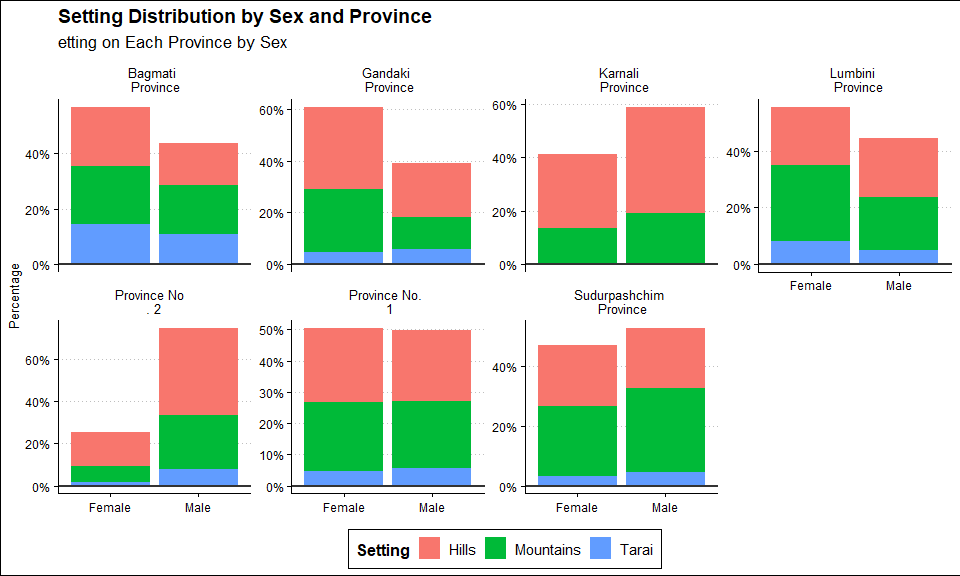 Setting Distribution by Sex and Province
etting on Each Province by Sex
Bagmati
Province
Gandaki
Province
Karnali
Province
Lumbini
Province
40%
20%
0%
60%
40%
20%
0%
60%
40%
20%
0%
40%
20%
0%
Female
Male
Percentage
Province No
. 2
Province No.
1
Sudurpashchim
Province
60%
40%
20%
0%
50%
40%
30%
20%
10%
0%
40%
20%
0%
Female
Male
Female
Male
Female
Male
Setting
Hills
Mountains
Tarai